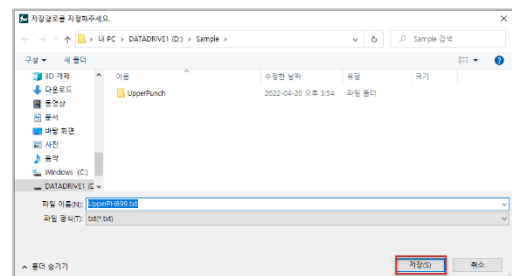 저장경로를 지정해주세요.
내 PC > DATADRIVE1 (D:) > Sample >
Sample 검색
구성 새 폴더
이름 수정한 날짜 유형 크기
UpperPunch 2022-04-20 오후 3:54 파일 폴더
3D 개체
다운로드
동영상
문서
바탕 화면
사진
음악
Windows (C:)
DATADRIVE1 (D
파일 이름(N): UpperPH699.txt
파일 형식(T): txt(*.txt)
폴더 숨기기
저장(S) 취소